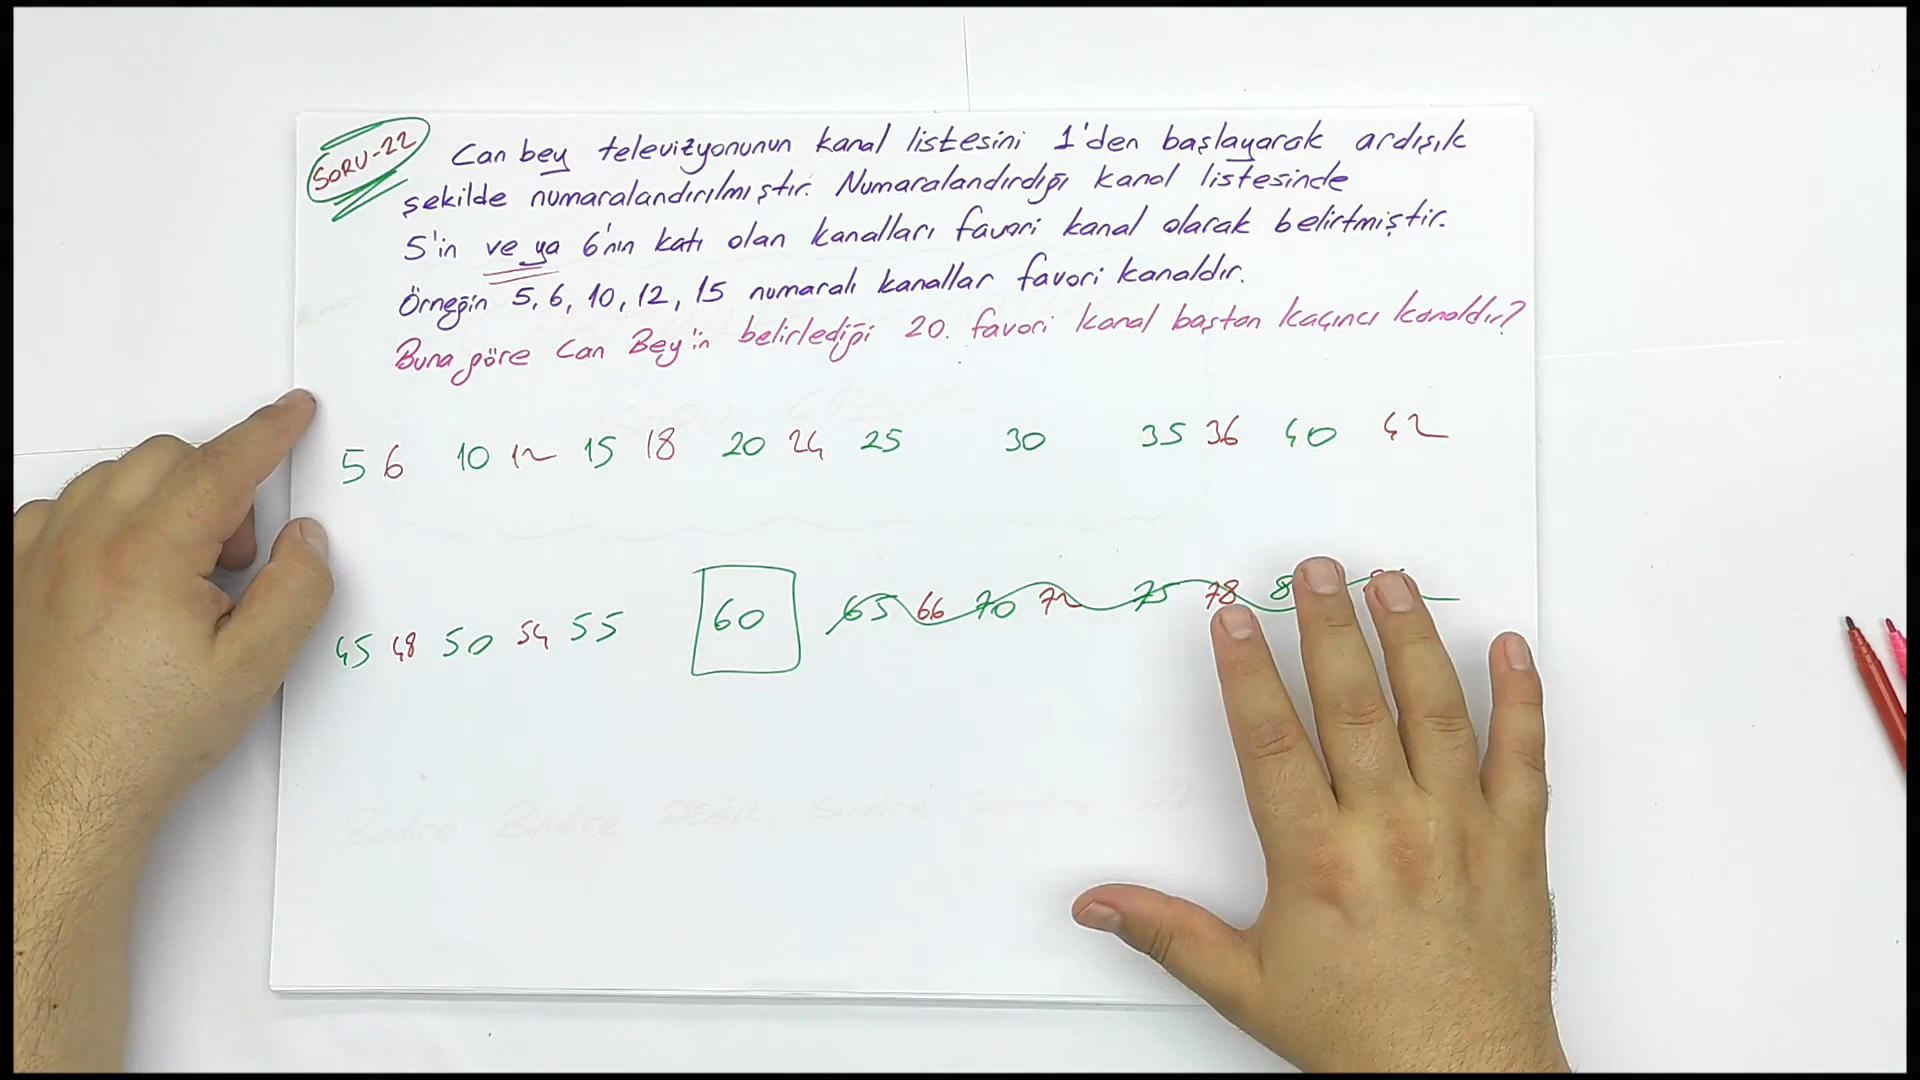 SORU-22
Can bey televizyonunun kanal listesini 1'den başlayarak ardışık
şekilde numaralandırılmıştır. Numaralandırdığı kanal listesinde
5'in ve ya 6'nın katı olan kanalları favori kanal olarak belirtmiştir.
Örneğin 5, 6, 10, 12, 15 numaralı kanallar favori kanaldır.
Buna göre Can Bey'in belirlediği 20. favori kanal baştan kaçıncı kanaldır?
5 6 10 12 15 18 20 24 25 30 35 36 40 42
45 48 50 54 55 60 65 66 70 72 75 78